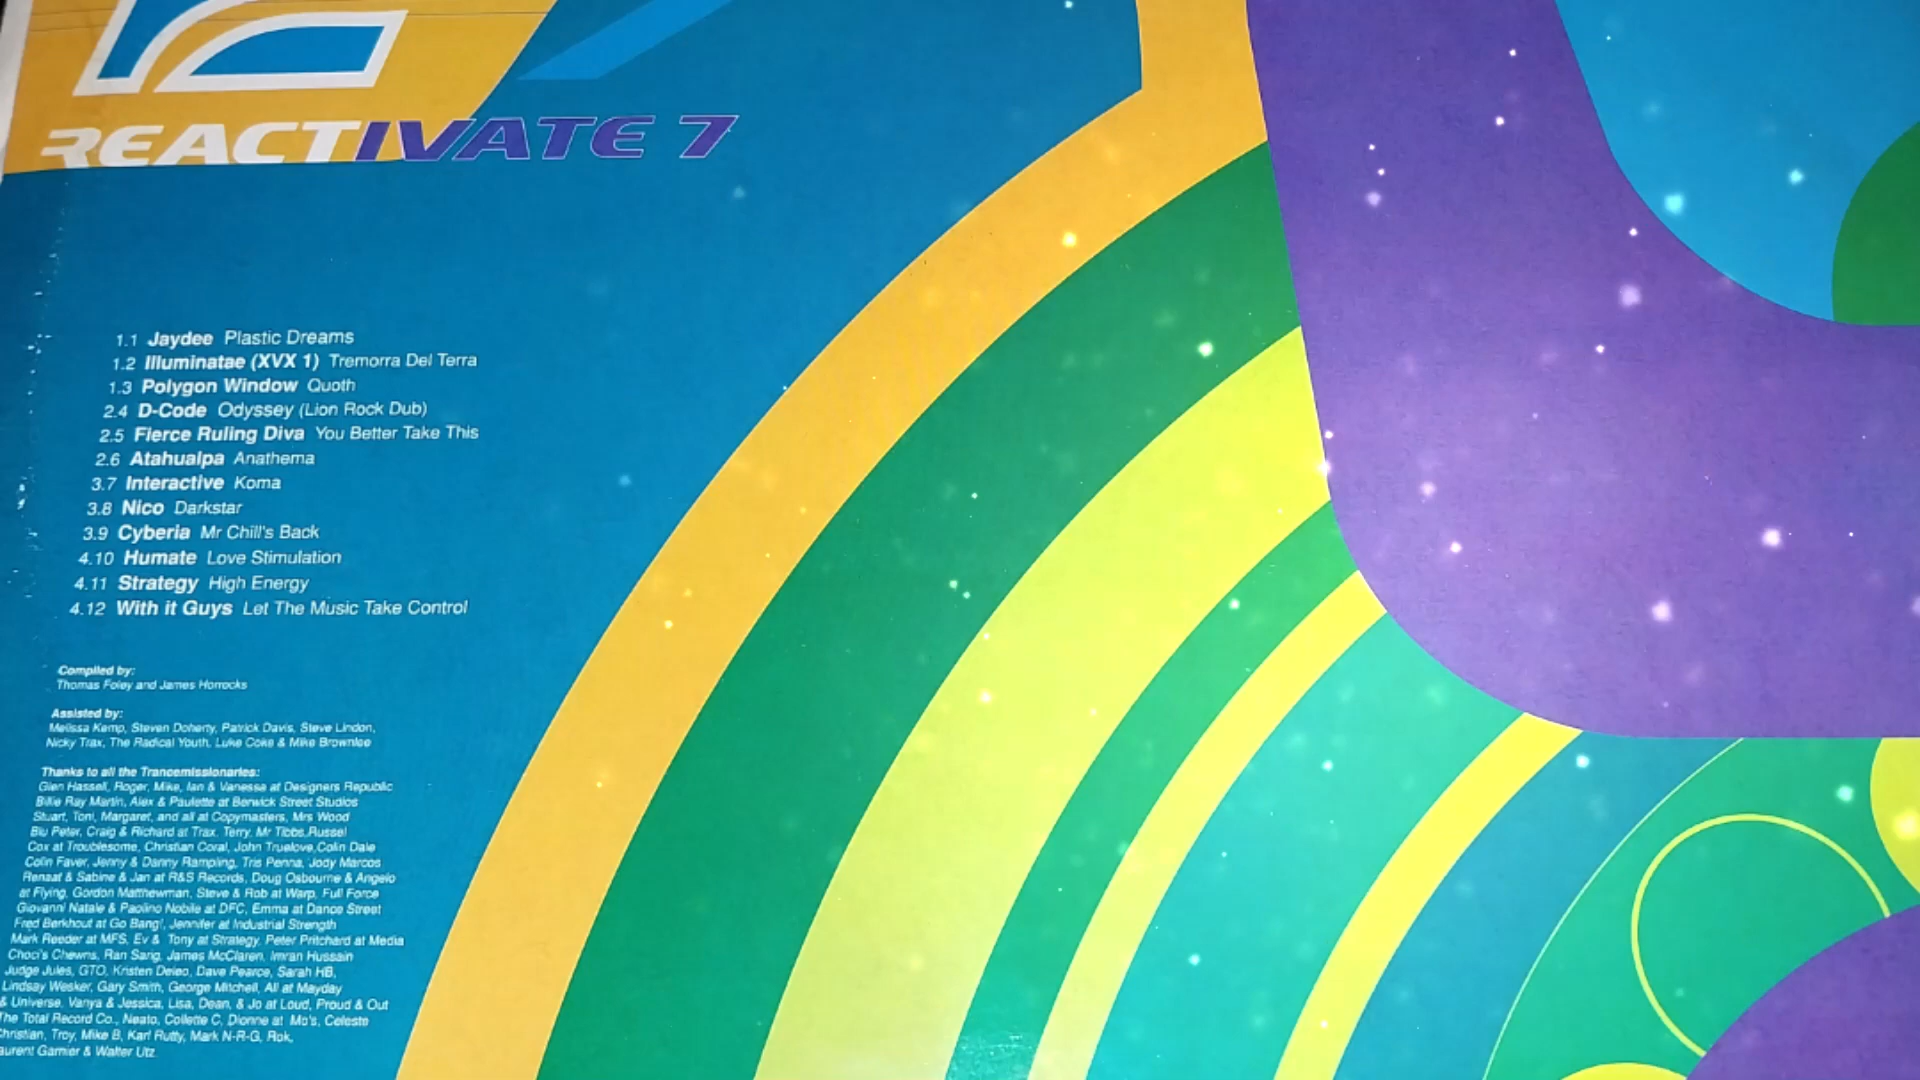 REACTIVATE 7
1.1 Jaydee Plastic Dreams
1.2 Illuminatae (XVX 1) Tremorra Del Terra
1.3 Polygon Window Quoth
2.4 D-Code Odyssey (Lion Rock Dub)
2.5 Fierce Ruling Diva You Better Take This
2.6 Atahualpa Anathema
3.7 Interactive Koma
3.8 Nico Darkstar
3.9 Cyberia Mr Chill's Back
4.10 Humate Love Stimulation
4.11 Strategy High Energy
4.12 With it Guys Let The Music Take Control
Compiled by:
Thomas Foley and James Horrocks
Assisted by:
Melissa Kemp, Steven Doherty, Patrick Davis, Steve Lindon,
Nicky Trax, The Radical Youth, Luke Coke & Mike Brownlee
Thanks to all the Trancemissionaries:
Glen Hassell, Roger, Mike, Ian & Vanessa at Designers Republic
Billie Ray Martin, Alex & Paulette at Berwick Street Studios
Stuart, Toni, Margaret, and all at Copymasters, Mrs Wood
Blu Peter, Craig & Richard at Trax. Terry, Mr Tibbs, Russel
Cox at Troublesome, Christian Coral, John Truelove, Colin Dale
Colin Faver, Jenny & Danny Rampling, Tris Penna, Jody Marcos
Renaat & Sabine & Jan at R&S Records, Doug Osbourne & Angelo
at Flying, Gordon Matthewman, Steve & Rob at Warp, Full Force
Giovanni Natale & Paolino Nobile at DFC, Emma at Dance Street
Fred Berkhout at Go Bang!, Jennifer at Industrial Strength
Mark Reeder at MFS, Ev & Tony at Strategy, Peter Pritchard at Media
Choci's Chewns, Ran Sarig, James McClaren, Imran Hussain
Judge Jules, GTO, Kristen Deleo, Dave Pearce, Sarah HB,
Lindsay Wesker, Gary Smith, George Mitchell, All at Mayday
& Universe, Vanya & Jessica, Lisa, Dean, & Jo at Loud, Proud & Out
The Total Record Co., Neato, Collette C, Dionne at Mo's, Celeste
Troy, Mike B, Karl Rutty, Mark N-R-G, Rok,
Garnier & Walter Utz